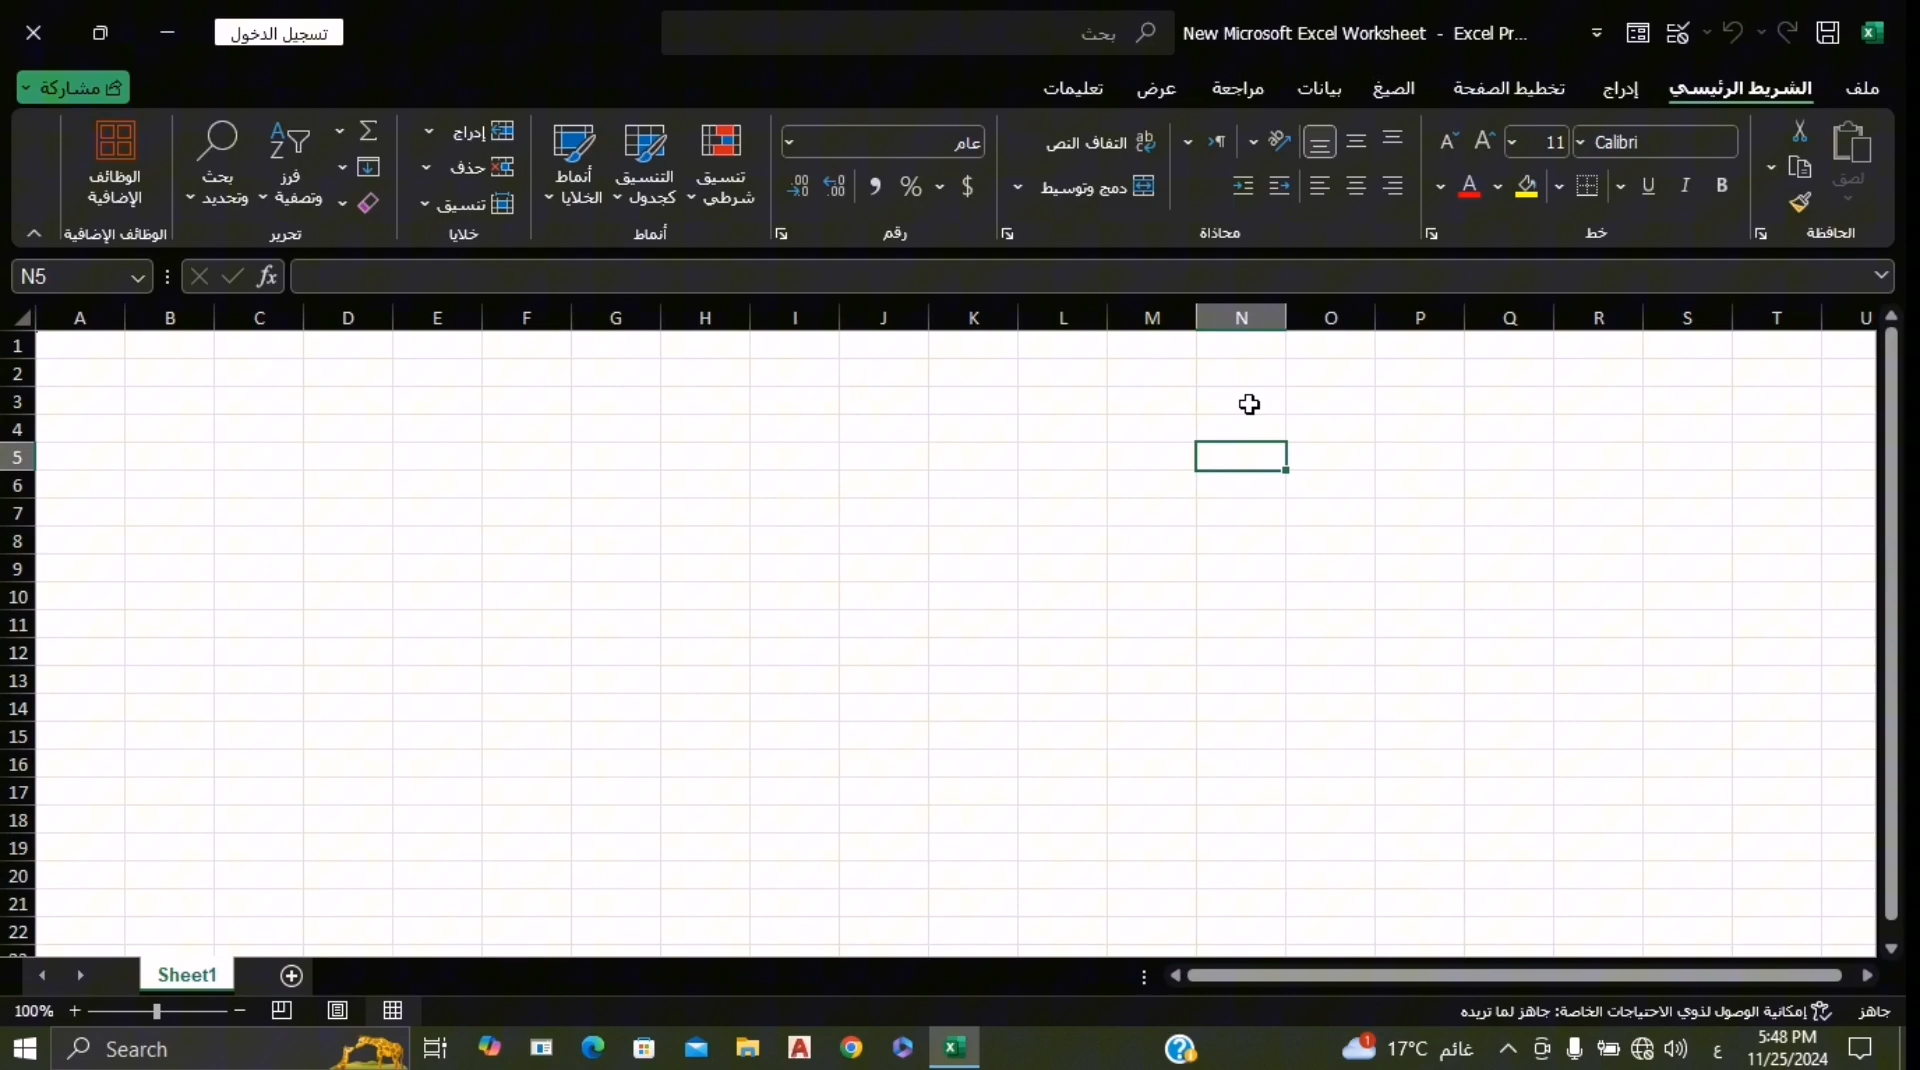 New Microsoft Excel Worksheet - Excel Pr...
بحث
تسجيل الدخول
ملف
الشريط الرئيسي
إدراج
تخطيط الصفحة
الصيغ
بيانات
مراجعة
عرض
تعليمات
مشاركة
لصق
الحافظة
Calibri
11
B I U
خط
التفاف النص
دمج وتوسيط
محاذاة
عام
$ % 9
رقم
تنسيق شرطي
التنسيق كجدول
أنماط الخلايا
أنماط
إدراج
حذف
تنسيق
خلايا
فرز وتصفية
بحث وتحديد
تحرير
الوظائف الإضافية
الوظائف الإضافية
N5
fx
A B C D E F G H I J K L M N O P Q R S T U
1
2
3
4
5
6
7
8
9
10
11
12
13
14
15
16
17
18
19
20
21
22
Sheet1
جاهز
إمكانية الوصول لذوي الاحتياجات الخاصة: جاهز لما تريده
100%
Search
1
17°C غائم
ع
5:48 PM
11/25/2024